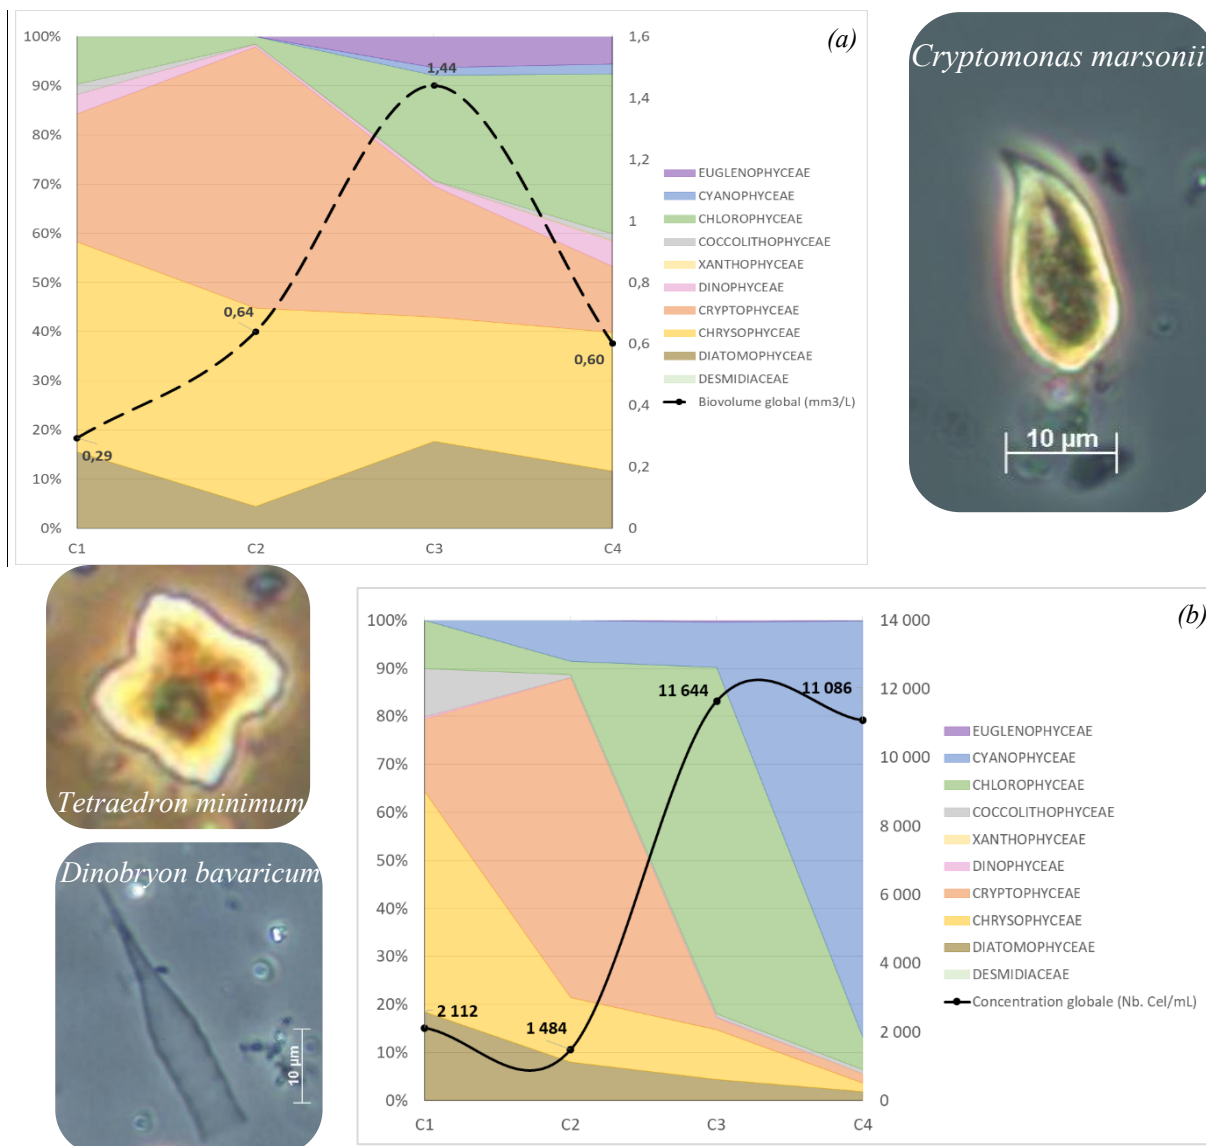 100%
90%
80%
70%
60%
50%
40%
30%
20%
10%
0%
1,6
1,4
1,2
1
0,8
0,6
0,4
0,2
0
C1
C2
C3
C4
(a)
0,29
0,64
1,44
0,60
EUGLENOPHYCEAE
CYANOPHYCEAE
CHLOROPHYCEAE
COCCOLITHOPHYCEAE
XANTHOPHYCEAE
DINOPHYCEAE
CRYPTOPHYCEAE
CHRYSOPHYCEAE
DIATOMOPHYCEAE
DESMIDIACEAE
Biovolume global (mm3/L)
Cryptomonas marsonii
10 µm
Tetraedron minimum
Dinobryon bavaricum
10 µm
100%
90%
80%
70%
60%
50%
40%
30%
20%
10%
0%
14 000
12 000
10 000
8 000
6 000
4 000
2 000
0
C1
C2
C3
C4
(b)
2 112
1 484
11 644
11 086
EUGLENOPHYCEAE
CYANOPHYCEAE
CHLOROPHYCEAE
COCCOLITHOPHYCEAE
XANTHOPHYCEAE
DINOPHYCEAE
CRYPTOPHYCEAE
CHRYSOPHYCEAE
DIATOMOPHYCEAE
DESMIDIACEAE
Concentration globale (Nb. Cel/mL)